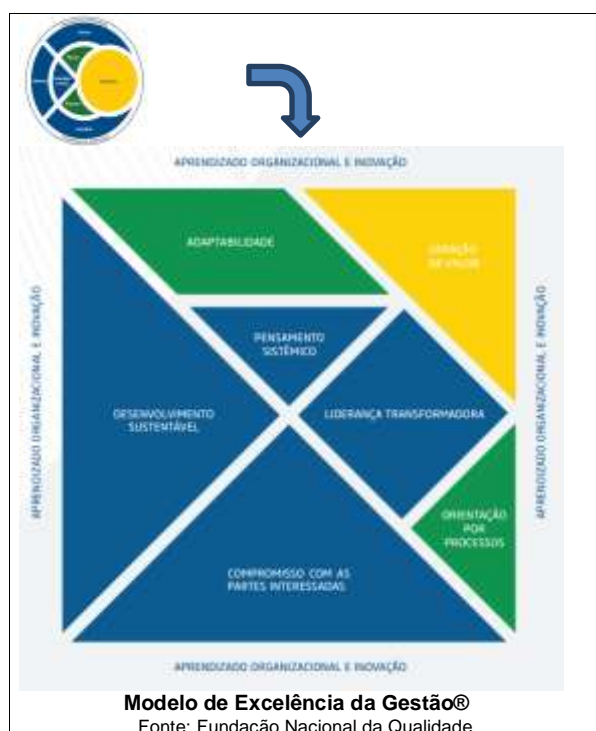 APRENDIZADO ORGANIZACIONAL E INOVAÇÃO
ADAPTABILIDADE
GERAÇÃO
DE VALOR
PENSAMENTO
SISTÊMICO
APRENDIZADO ORGANIZACIONAL E INOVAÇÃO
DESENVOLVIMENTO
SUSTENTÁVEL
LIDERANÇA TRANSFORMADORA
APRENDIZADO ORGANIZACIONAL E INOVAÇÃO
ORIENTAÇÃO
POR
PROCESSOS
COMPROMISSO COM AS
PARTES INTERESSADAS
APRENDIZADO ORGANIZACIONAL E INOVAÇÃO
Modelo de Excelência da Gestão®
Fonte: Fundação Nacional da Qualidade